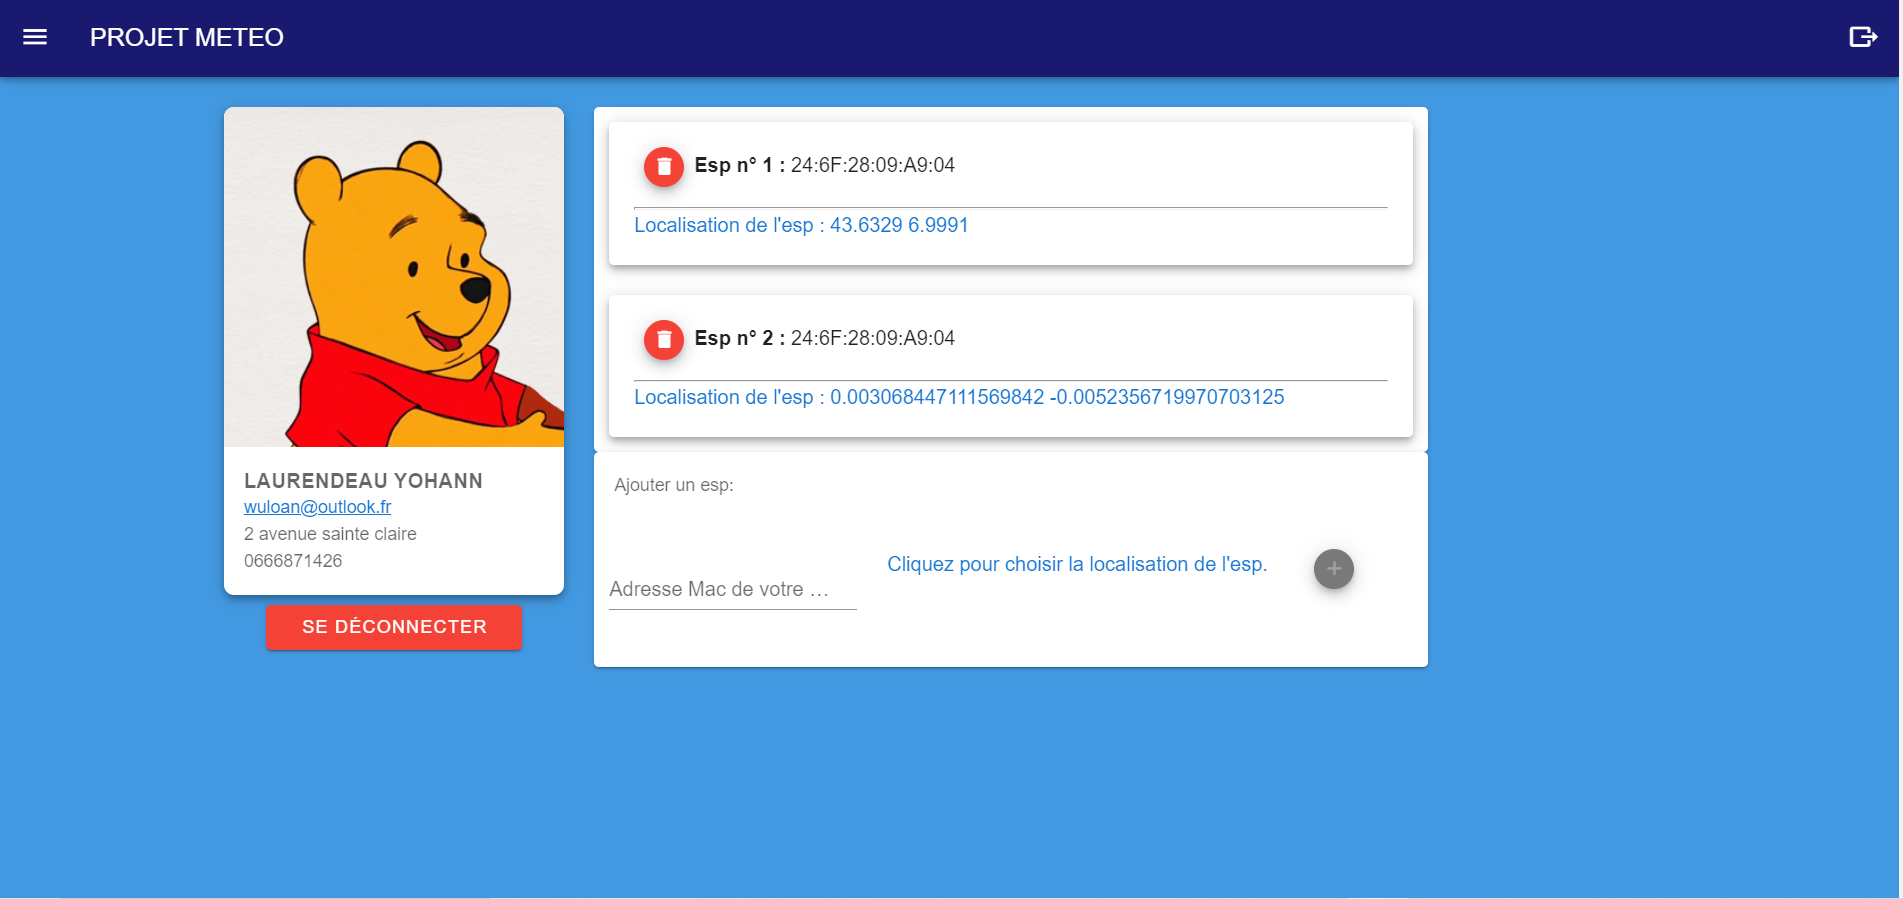 PROJET METEO
LAURENDEAU YOHANN
wuloan@outlook.fr
2 avenue sainte claire
0666871426
SE DÉCONNECTER
Esp n° 1 : 24:6F:28:09:A9:04
Localisation de l'esp : 43.6329 6.9991
Esp n° 2 : 24:6F:28:09:A9:04
Localisation de l'esp : 0.003068447111569842 -0.0052356719970703125
Ajouter un esp:
Adresse Mac de votre …
Cliquez pour choisir la localisation de l'esp.